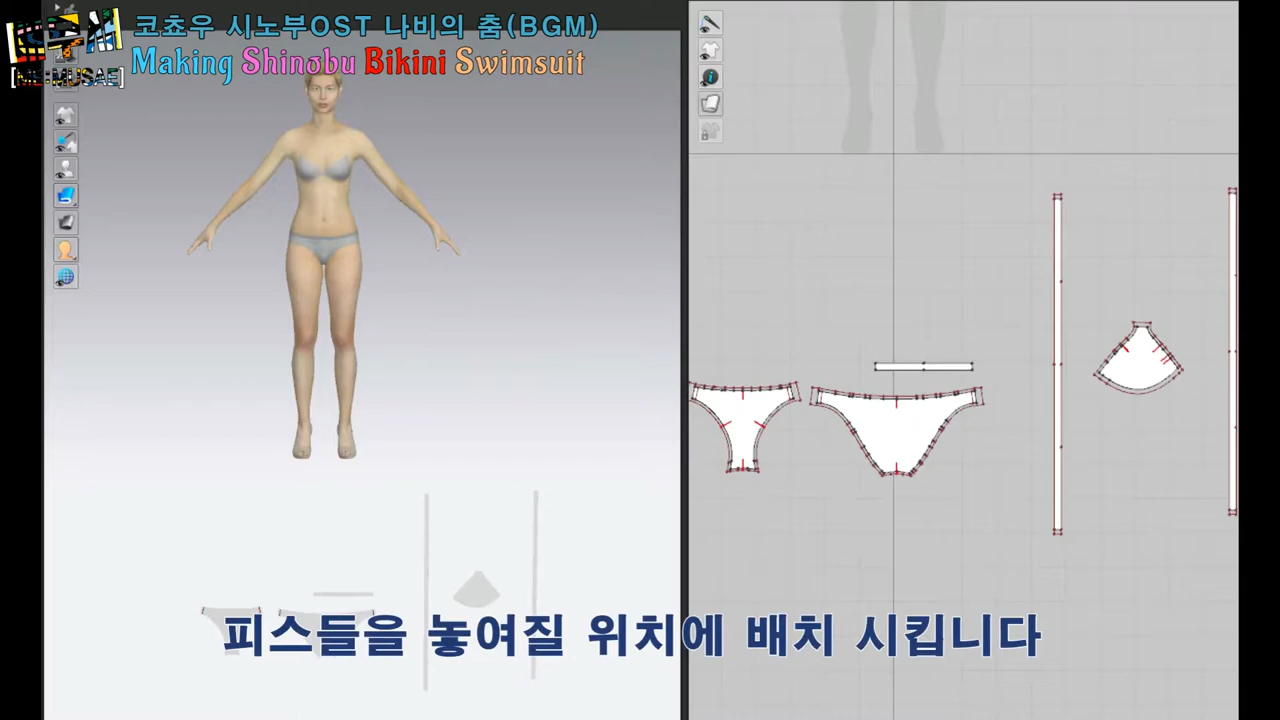 코쵸우 시노부OST 나비의 춤(BGM)
Making Shinobu Bikini Swimsuit
피스들을 놓여질 위치에 배치 시킵니다